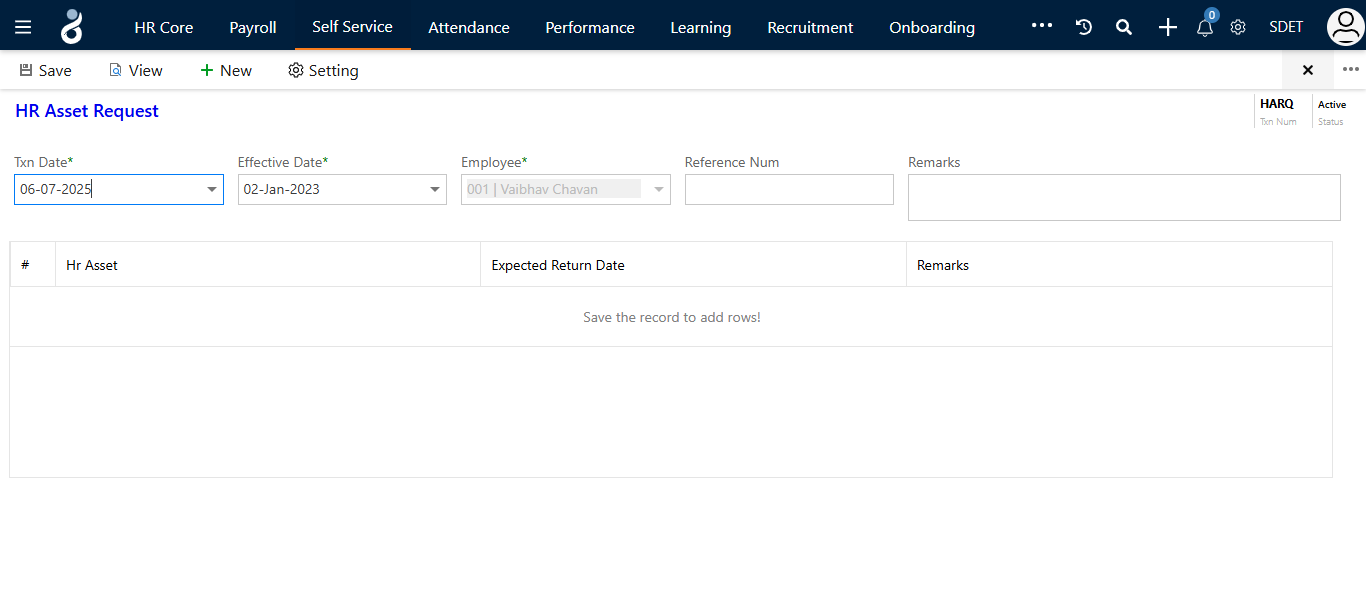 HR Core Payroll Self Service Attendance Performance Learning Recruitment Onboarding 0 SDET
Save View New Setting
HR Asset Request
HARQ Active
Txn Num Status
Txn Date* Effective Date* Employee* Reference Num Remarks
06-07-2025 02-Jan-2023 001 | Vaibhav Chavan
# Hr Asset Expected Return Date Remarks
Save the record to add rows!